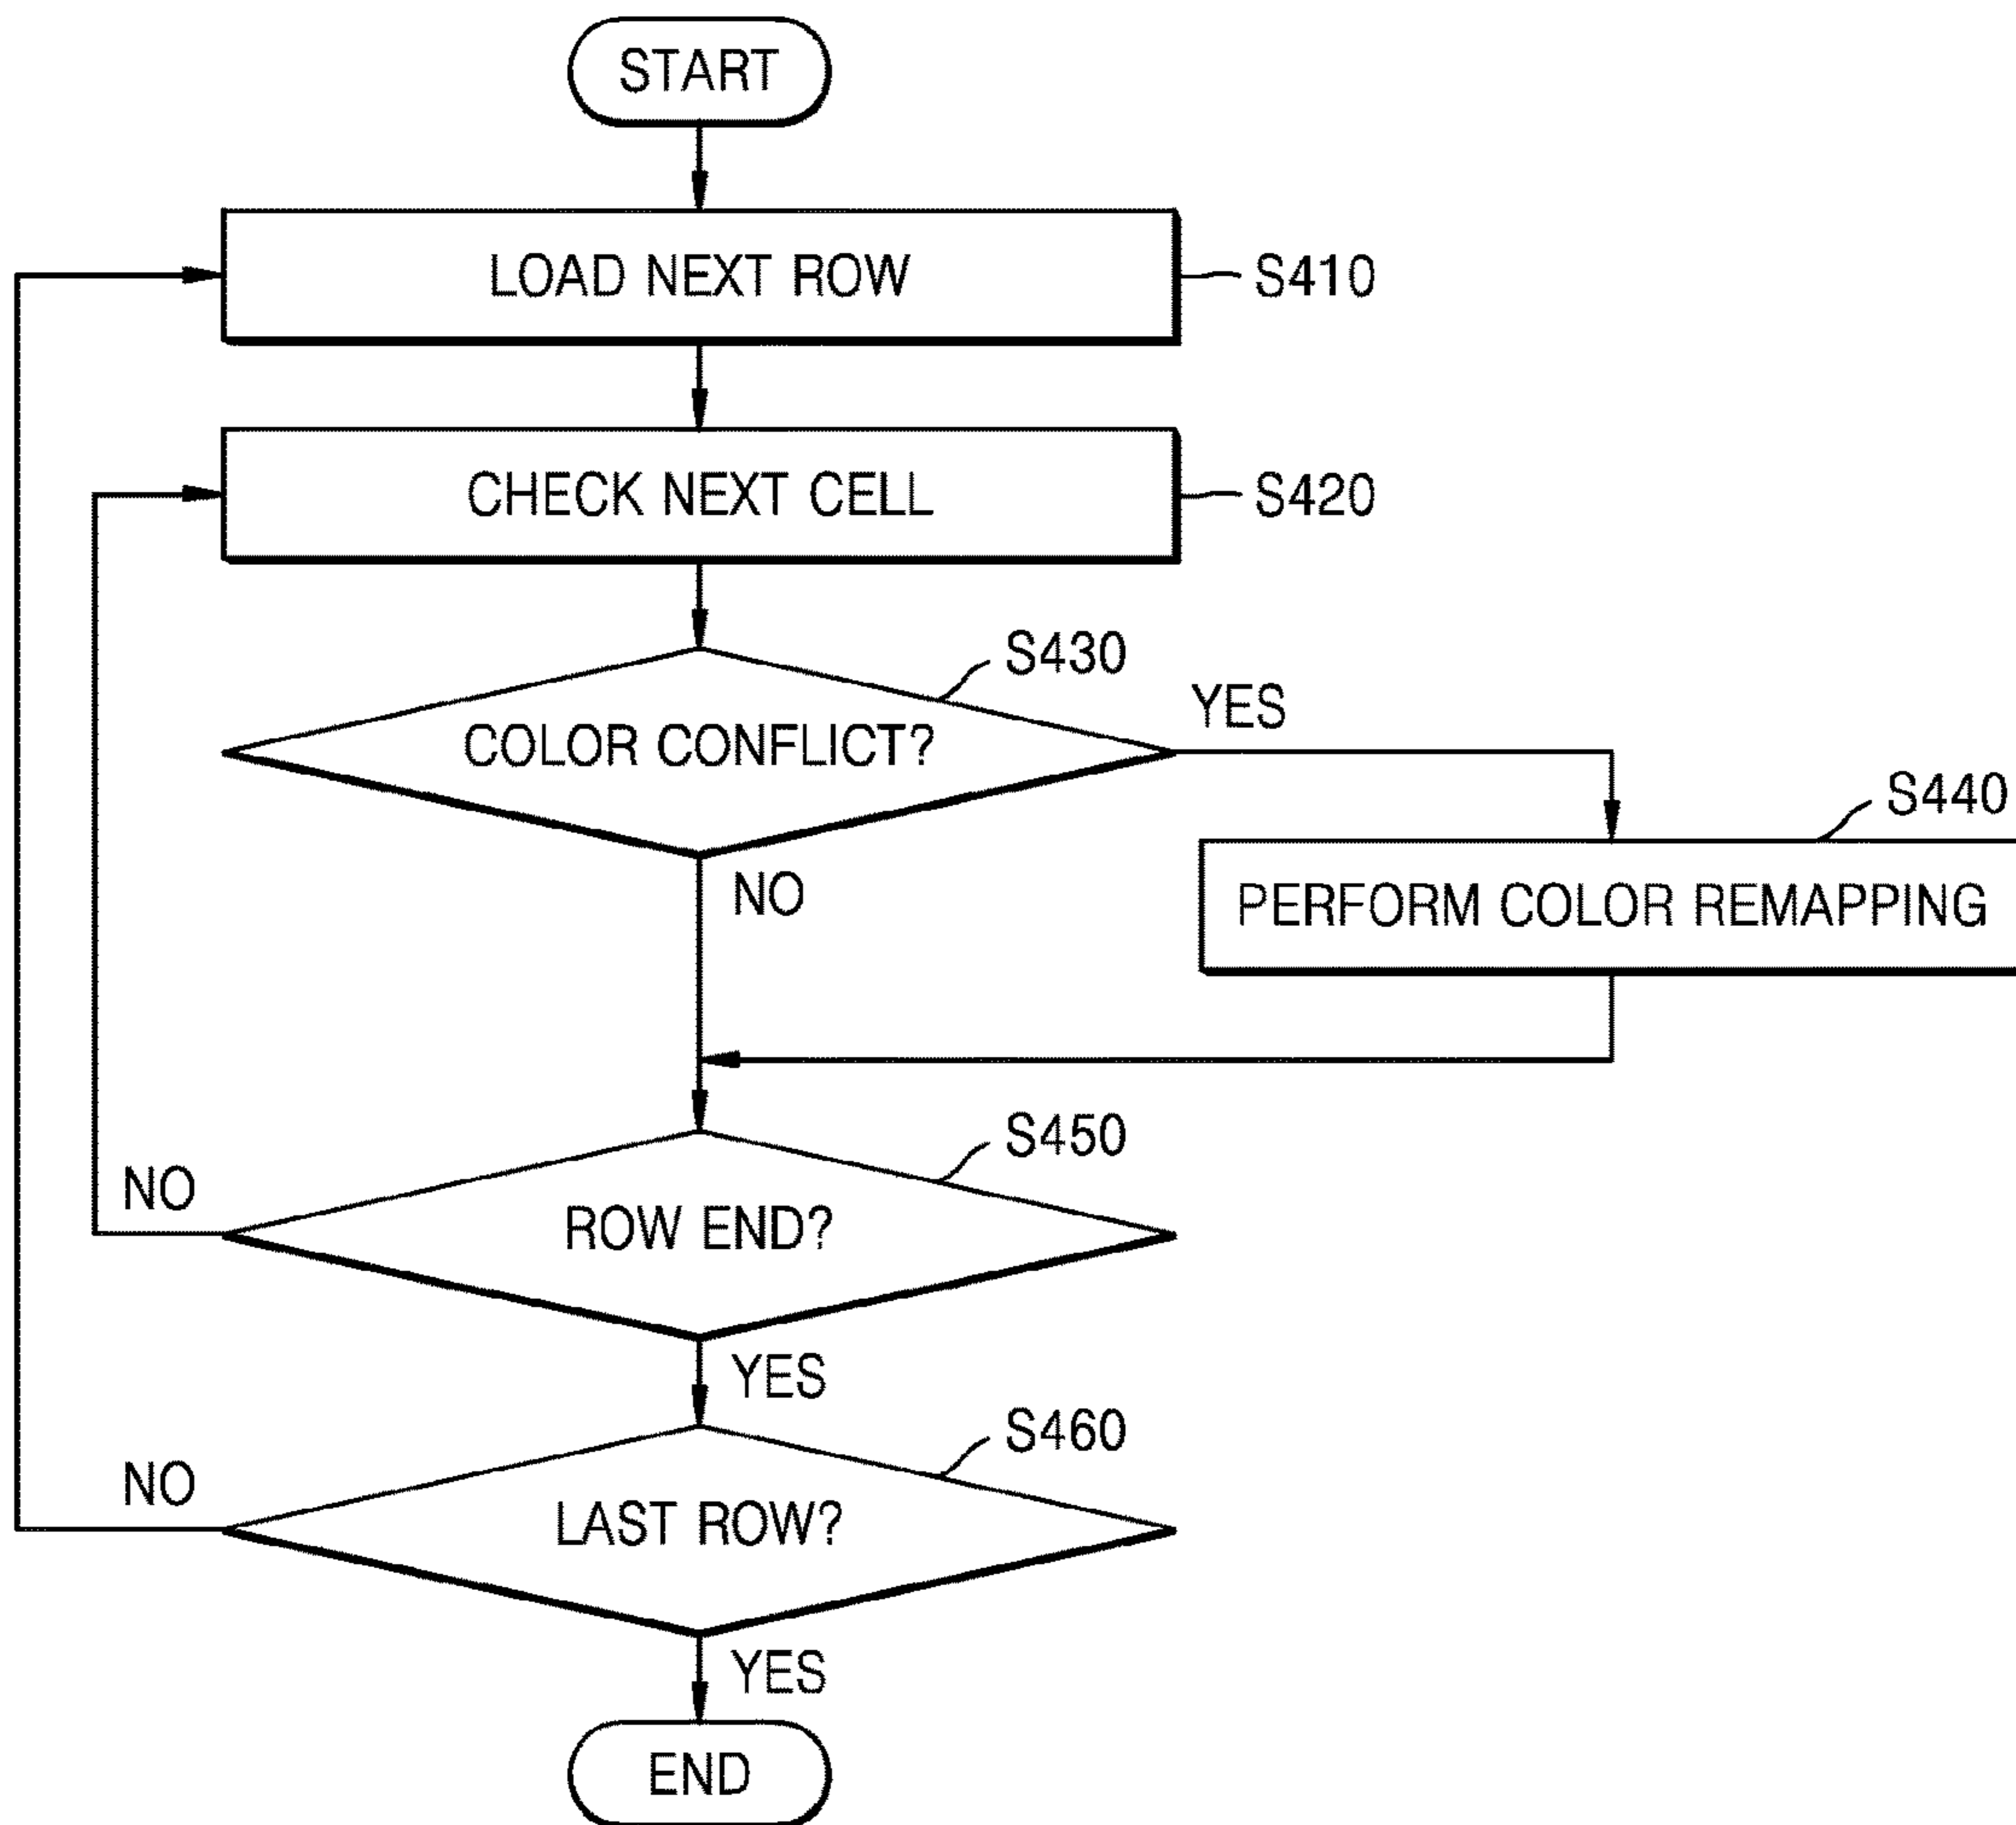 START
LOAD NEXT ROW
S410
CHECK NEXT CELL
S420
S430
COLOR CONFLICT?
YES
S440
PERFORM COLOR REMAPPING
NO
S450
NO
ROW END?
YES
S460
NO
LAST ROW?
YES
END